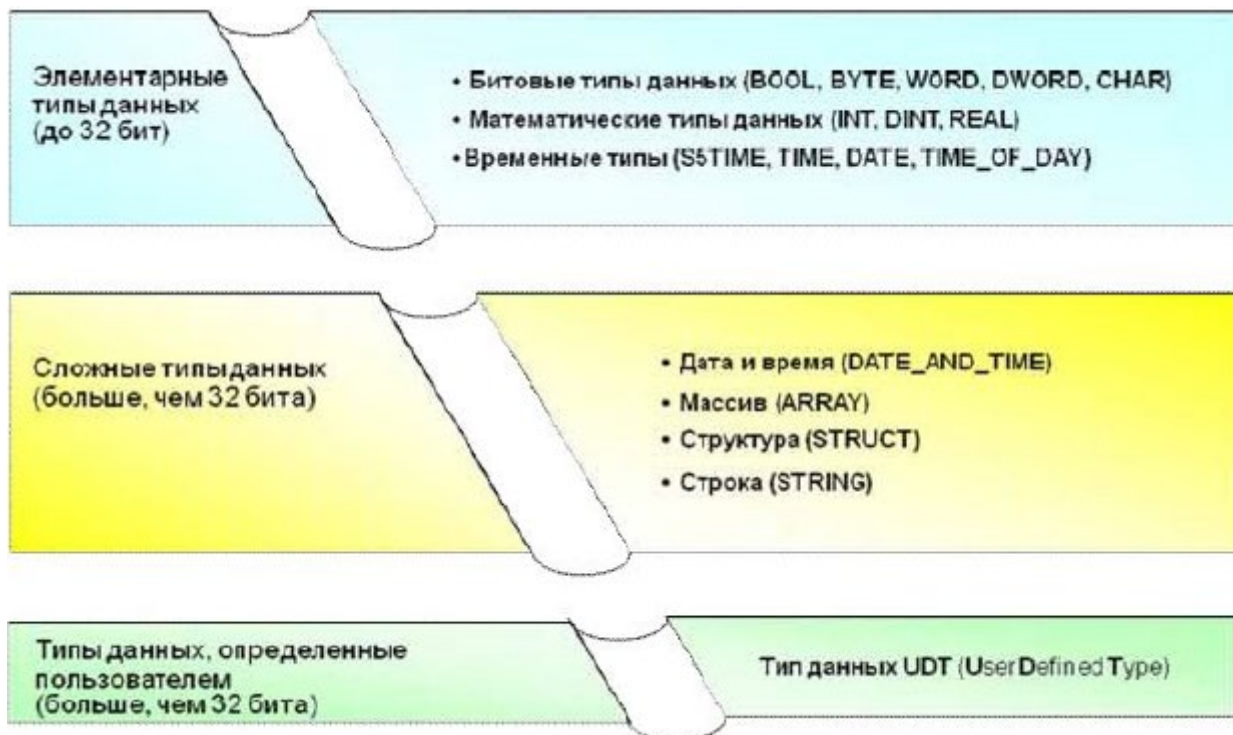 Элементарные
типы данных
(до 32 бит)
• Битовые типы данных (BOOL, BYTE, WORD, DWORD, CHAR)
• Математические типы данных (INT, DINT, REAL)
• Временные типы (S5TIME, TIME, DATE, TIME_OF_DAY)
Сложные типы данных
(больше, чем 32 бита)
• Дата и время (DATE_AND_TIME)
• Массив (ARRAY)
• Структура (STRUCT)
• Строка (STRING)
Типы данных, определенные
пользователем
(больше, чем 32 бита)
Тип данных UDT (User Defined Type)